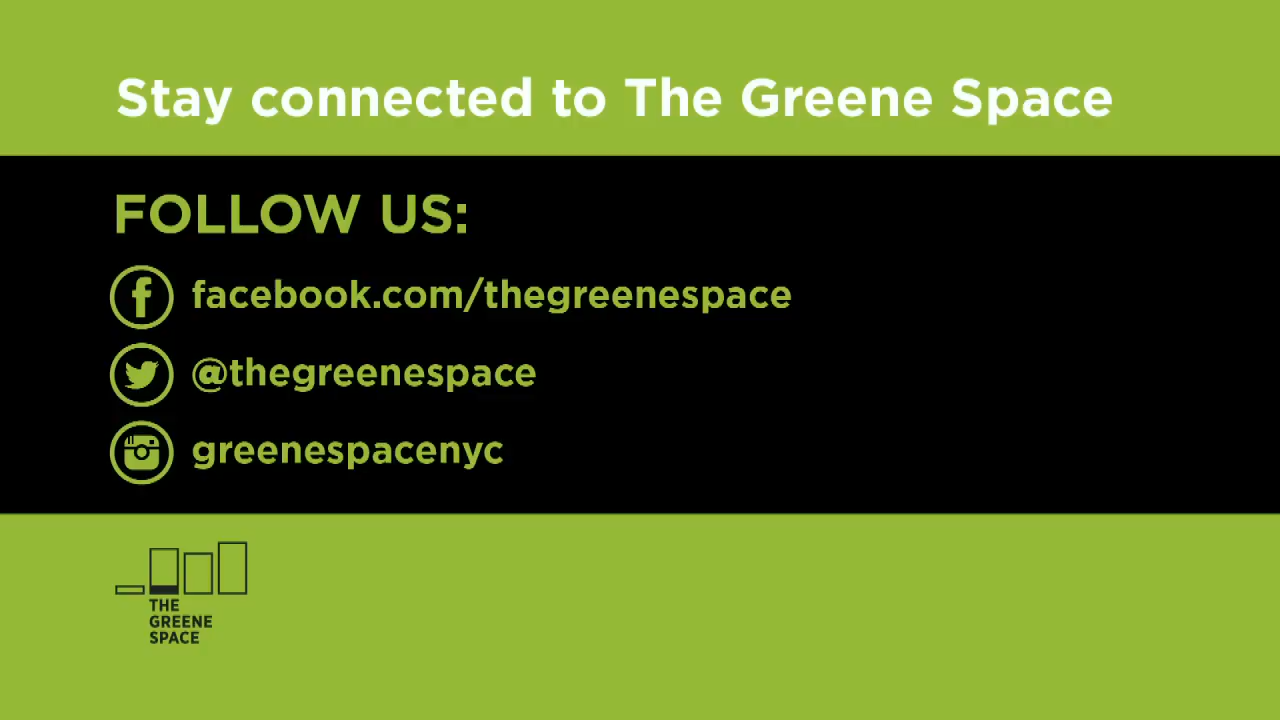 Stay connected to The Greene Space
FOLLOW US:
facebook.com/thegreenespace
@thegreenespace
greenespacenyc
THE
GREENE
SPACE